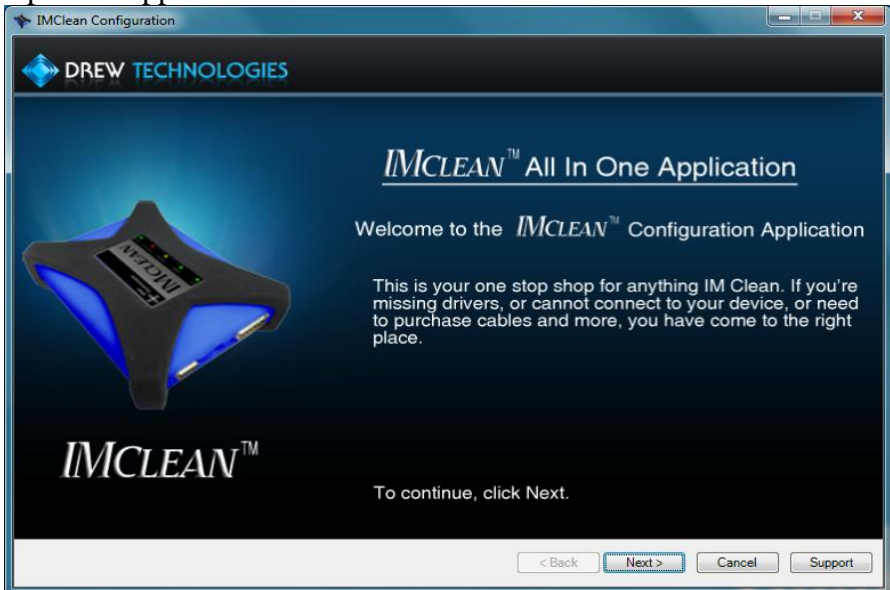 IMClean Configuration
DREW TECHNOLOGIES
IMCLEAN™ All In One Application
Welcome to the IMCLEAN™ Configuration Application
This is your one stop shop for anything IM Clean. If you're
missing drivers, or cannot connect to your device, or need
to purchase cables and more, you have come to the right
place.
IMCLEAN
IMCLEAN™
To continue, click Next.
< Back Next > Cancel Support